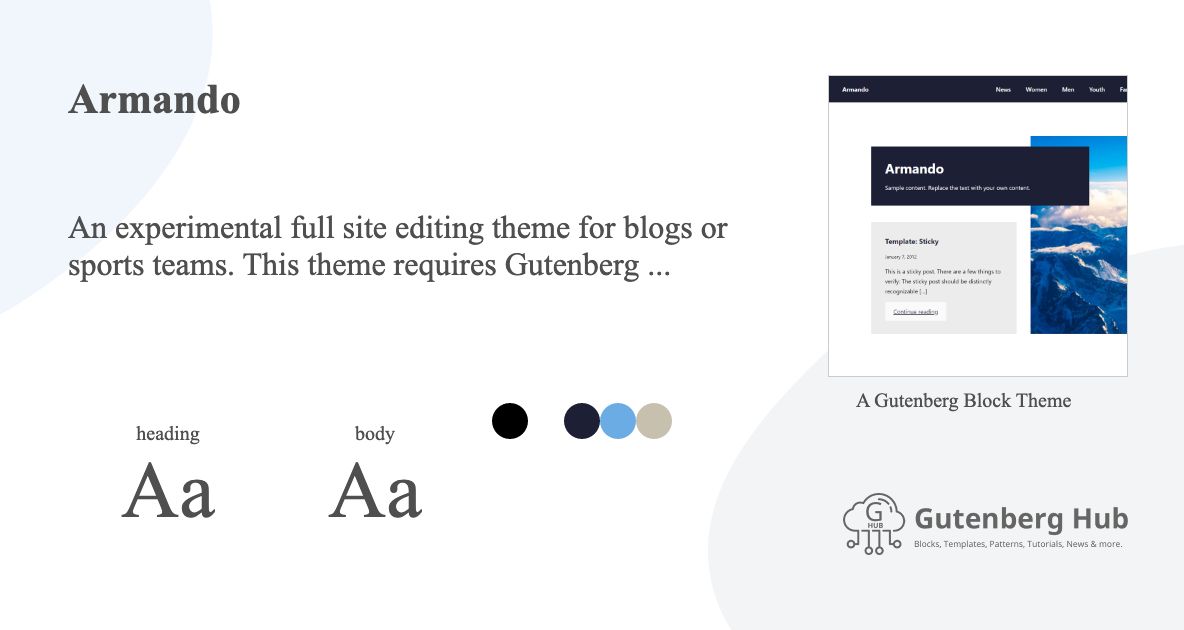 Armando
An experimental full site editing theme for blogs or
sports teams. This theme requires Gutenberg ...
heading
Aa
body
Aa
Armando
News Women Men Youth
Armando
Sample content. Replace the text with your own content.
Template: Sticky
January 7, 2012
This is a sticky post. There are a few things to
verify: The sticky post should be distinctly
recognizable [...]
Continue reading
A Gutenberg Block Theme
G
HUB
Gutenberg Hub
Blocks, Templates, Patterns, Tutorials, News & more.